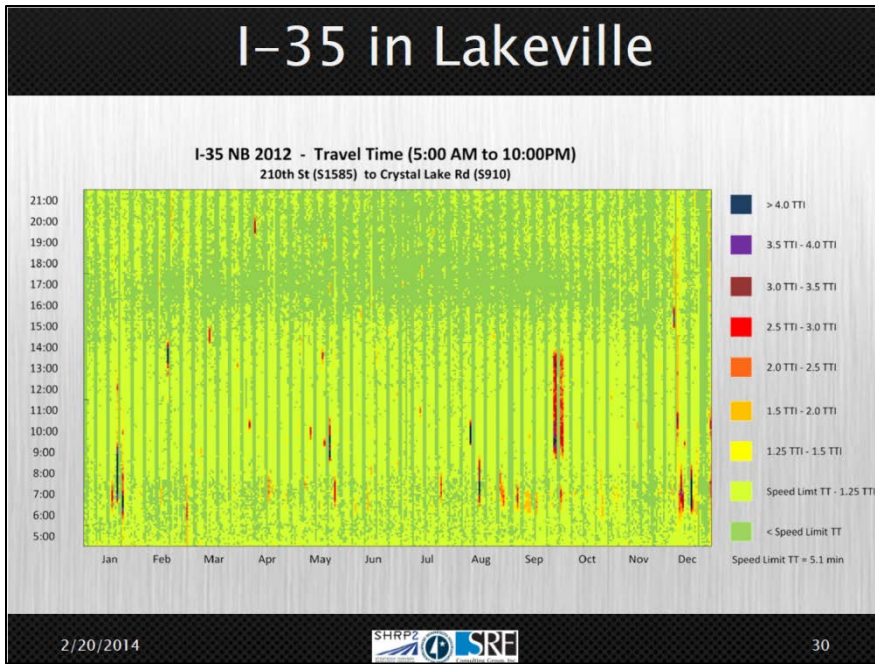 I-35 in Lakeville
I-35 NB 2012 - Travel Time (5:00 AM to 10:00PM)
210th St (S1585) to Crystal Lake Rd (S910)
21:00
20:00
19:00
18:00
17:00
16:00
15:00
14:00
13:00
12:00
11:00
10:00
9:00
8:00
7:00
6:00
5:00
Jan Feb Mar Apr May Jun Jul Aug Sep Oct Nov Dec
> 4.0 TTI
3.5 TTI - 4.0 TTI
3.0 TTI - 3.5 TTI
2.5 TTI - 3.0 TTI
2.0 TTI - 2.5 TTI
1.5 TTI - 2.0 TTI
1.25 TTI - 1.5 TTI
Speed Limt TT - 1.25 TTI
< Speed Limit TT
Speed Limit TT = 5.1 min
2/20/2014
SHRP2
SRF
Consulting Group, Inc.
30